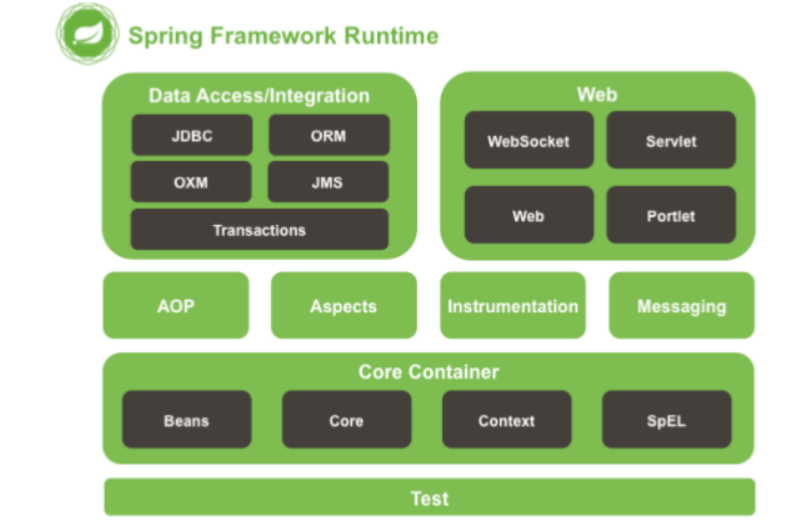 Spring Framework Runtime
Data Access/Integration
JDBC
ORM
OXM
JMS
Transactions
Web
WebSocket
Servlet
Web
Portlet
AOP
Aspects
Instrumentation
Messaging
Core Container
Beans
Core
Context
SpEL
Test